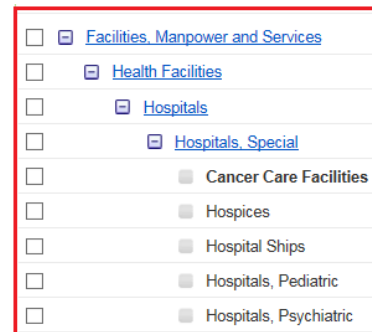 Facilities, Manpower and Services
Health Facilities
Hospitals
Hospitals, Special
Cancer Care Facilities
Hospices
Hospital Ships
Hospitals, Pediatric
Hospitals, Psychiatric